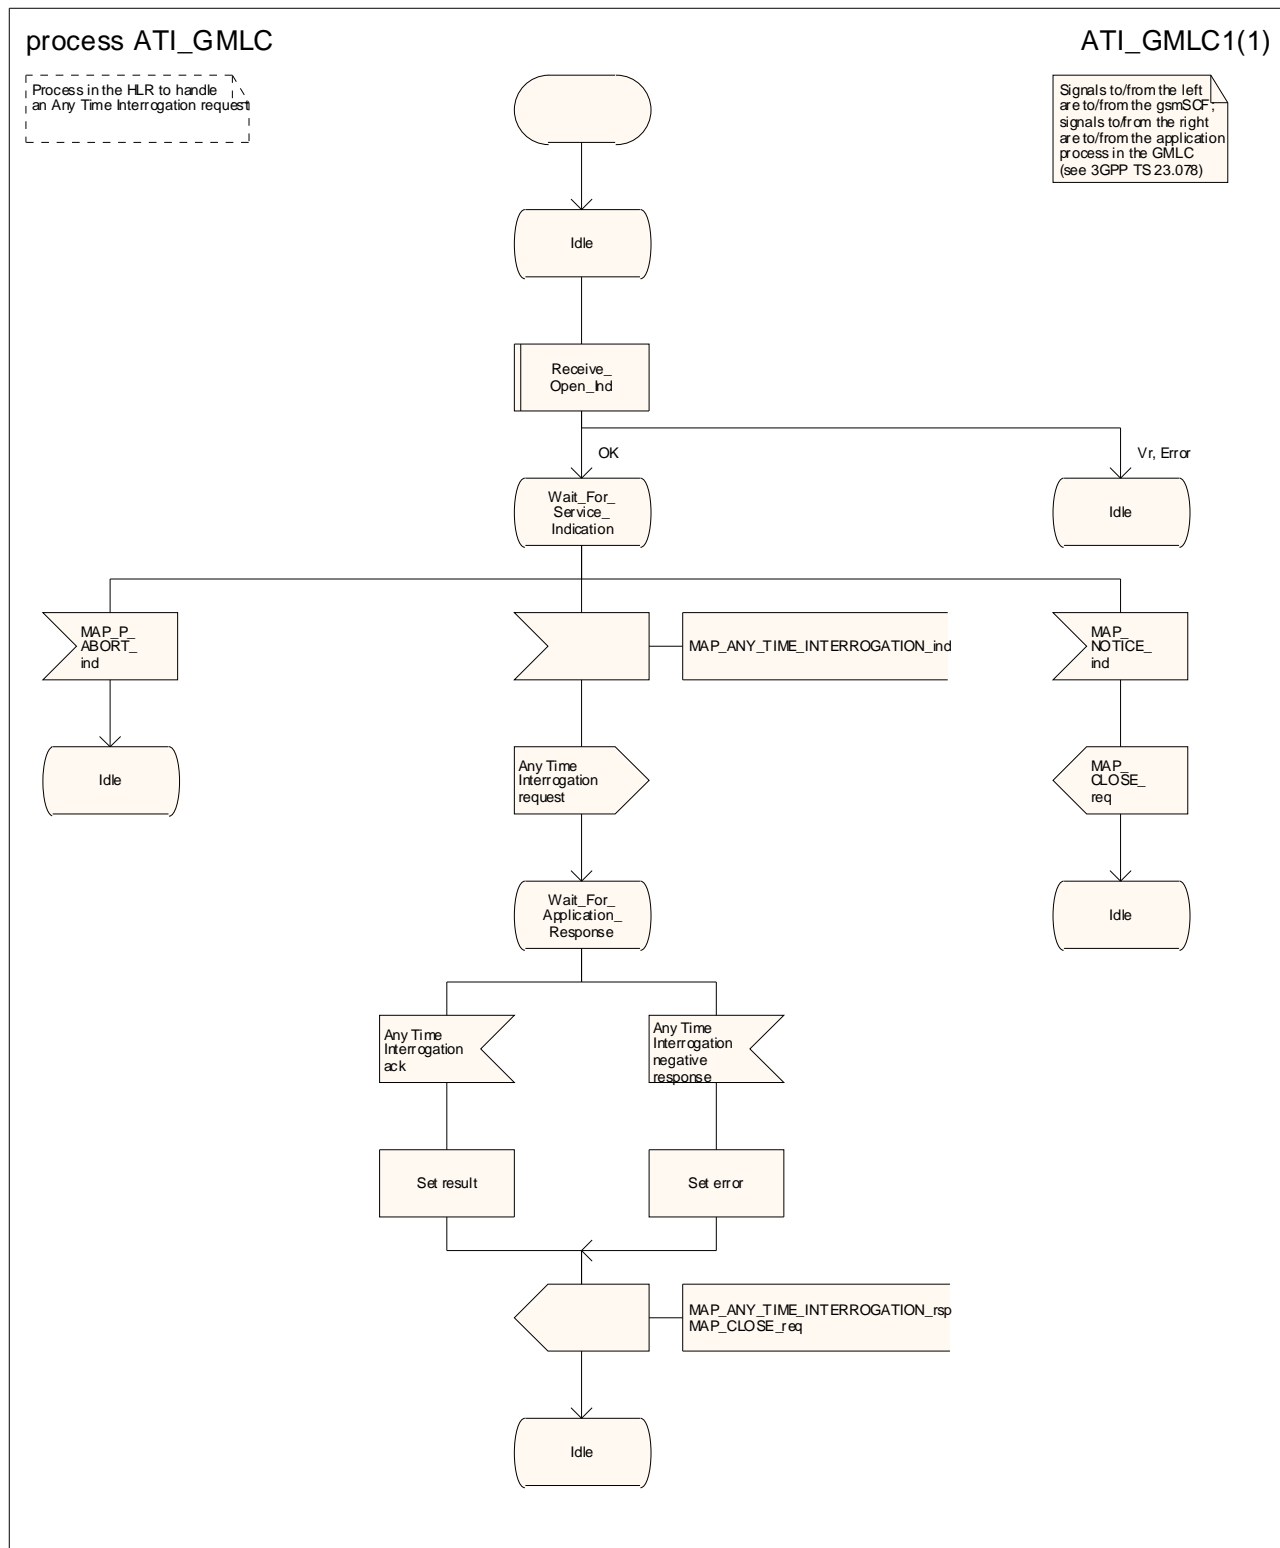 process ATI_GMLC
ATI_GMLC1(1)
Process in the HLR to handle
an Any Time Interrogation request
Signals to/from the left
are to/from the gsmSCF;
signals to/from the right
are to/from the application
process in the GMLC
(see 3GPP TS 23.078)
Idle
Receive_
Open_Ind
OK
Vr, Error
Wait_For_
Service_
Indication
Idle
MAP_P_
ABORT_
ind
MAP_ANY_TIME_INTERROGATION_ind
MAP_
NOTICE_
ind
Idle
Any Time
Interrogation
request
MAP_
CLOSE_
req
Wait_For_
Application_
Response
Idle
Any Time
Interrogation
ack
Any Time
Interrogation
negative
response
Set result
Set error
MAP_ANY_TIME_INTERROGATION_rsp
MAP_CLOSE_req
Idle